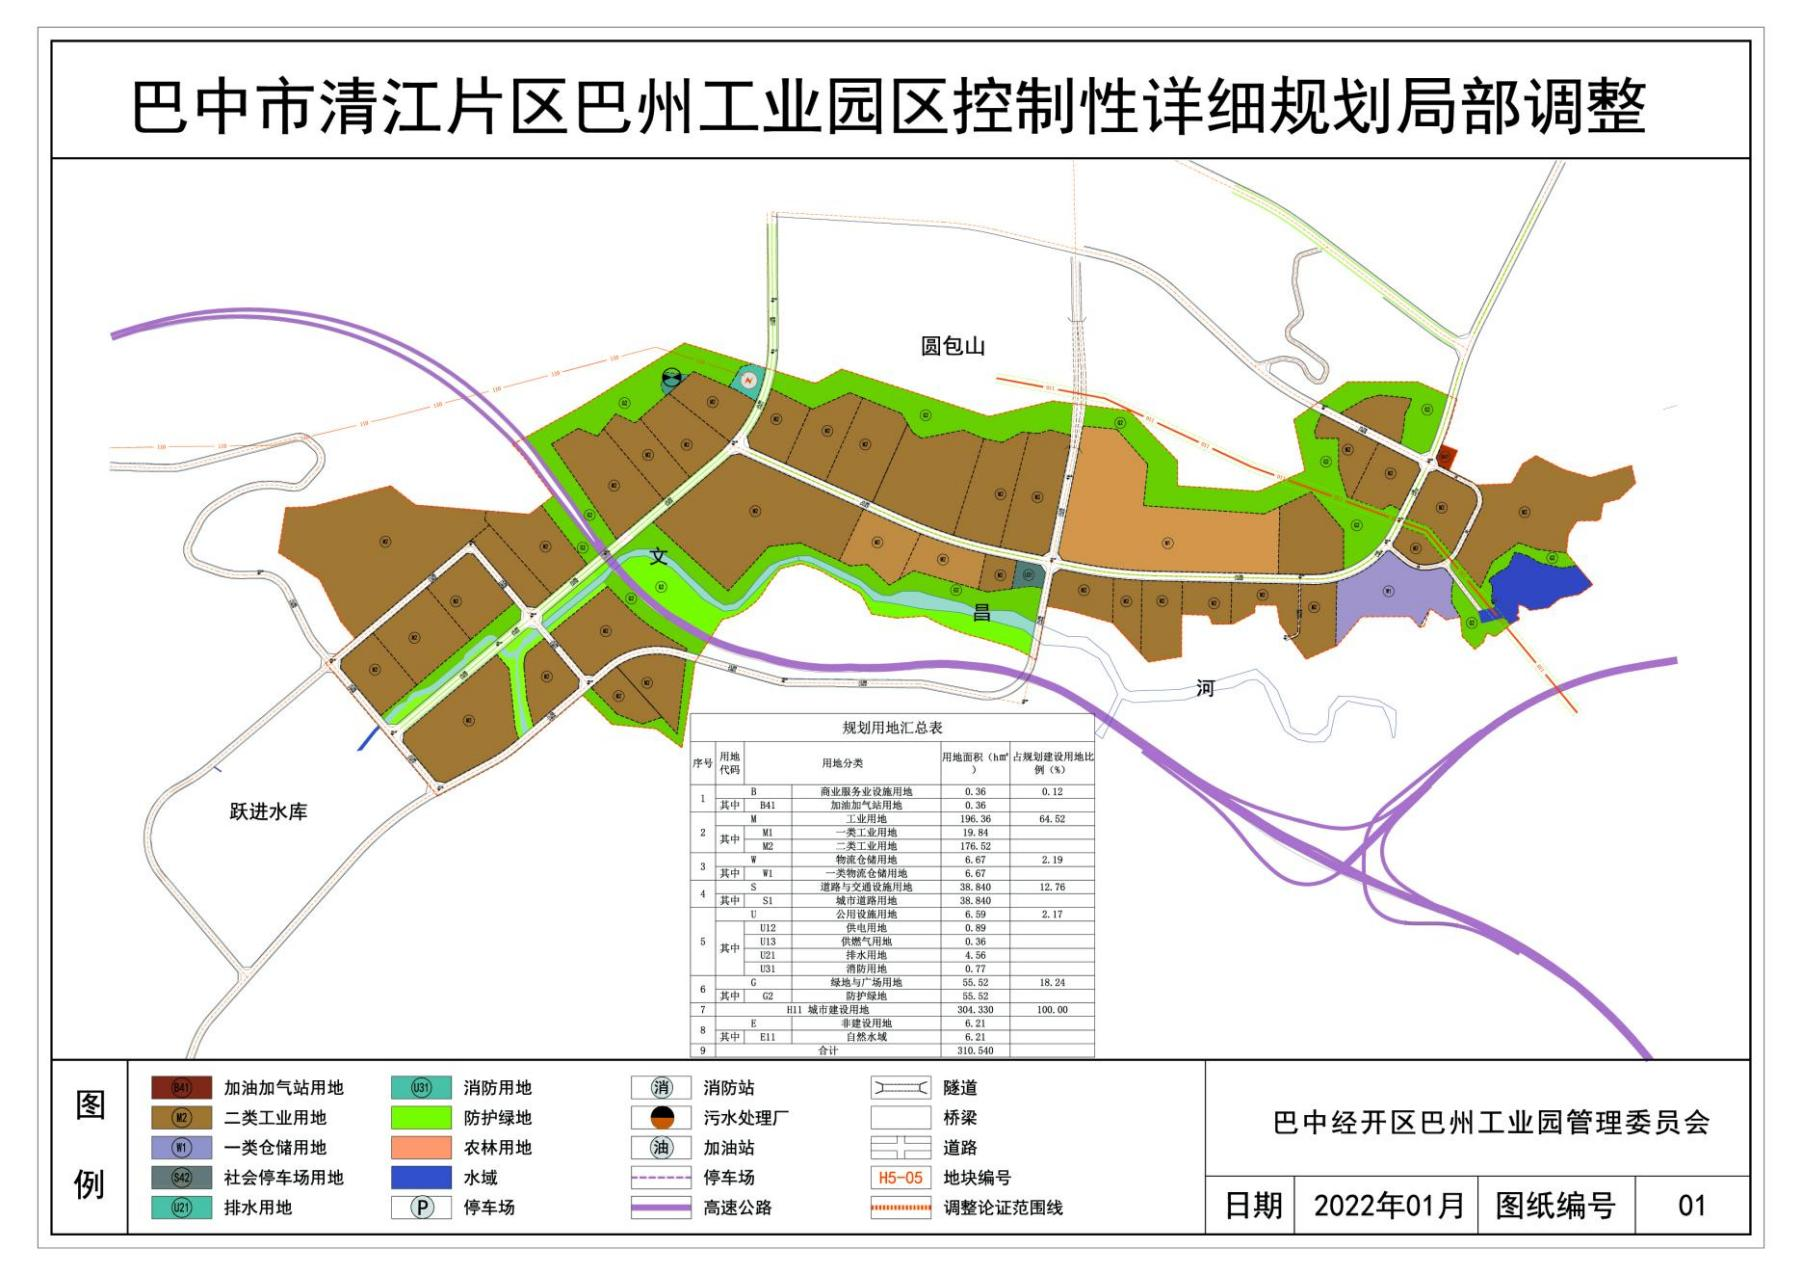 巴中市清江片区巴州工业园区控制性详细规划局部调整
圆包山
文
昌
河
跃进水库
规划用地汇总表
序号 用地代码 用地分类 用地面积（h㎡） 占规划建设用地比例（%）
1 B 商业服务业设施用地 0.36 0.12
其中 B41 加油加气站用地 0.36
2 M 工业用地 196.36 64.52
其中 M1 一类工业用地 19.84
M2 二类工业用地 176.52
3 W 物流仓储用地 6.67 2.19
其中 W1 一类物流仓储用地 6.67
4 S 道路与交通设施用地 38.840 12.76
其中 S1 城市道路用地 38.840
5 U 公用设施用地 6.59 2.17
其中 U12 供电用地 0.89
U13 供燃气用地 0.36
U21 排水用地 4.56
U31 消防用地 0.77
6 G 绿地与广场用地 55.52 18.24
其中 G2 防护绿地 55.52
7 H11 城市建设用地 304.330 100.00
8 E 非建设用地 6.21
其中 E11 自然水域 6.21
9 合计 310.540
图例
B41 加油加气站用地
M2 二类工业用地
W1 一类仓储用地
S42 社会停车场用地
U21 排水用地
U31 消防用地
防护绿地
农林用地
水域
P 停车场
消 消防站
污水处理厂
油 加油站
停车场
高速公路
隧道
桥梁
道路
H5-05 地块编号
调整论证范围线
巴中经开区巴州工业园管理委员会
日期 2022年01月 图纸编号 01